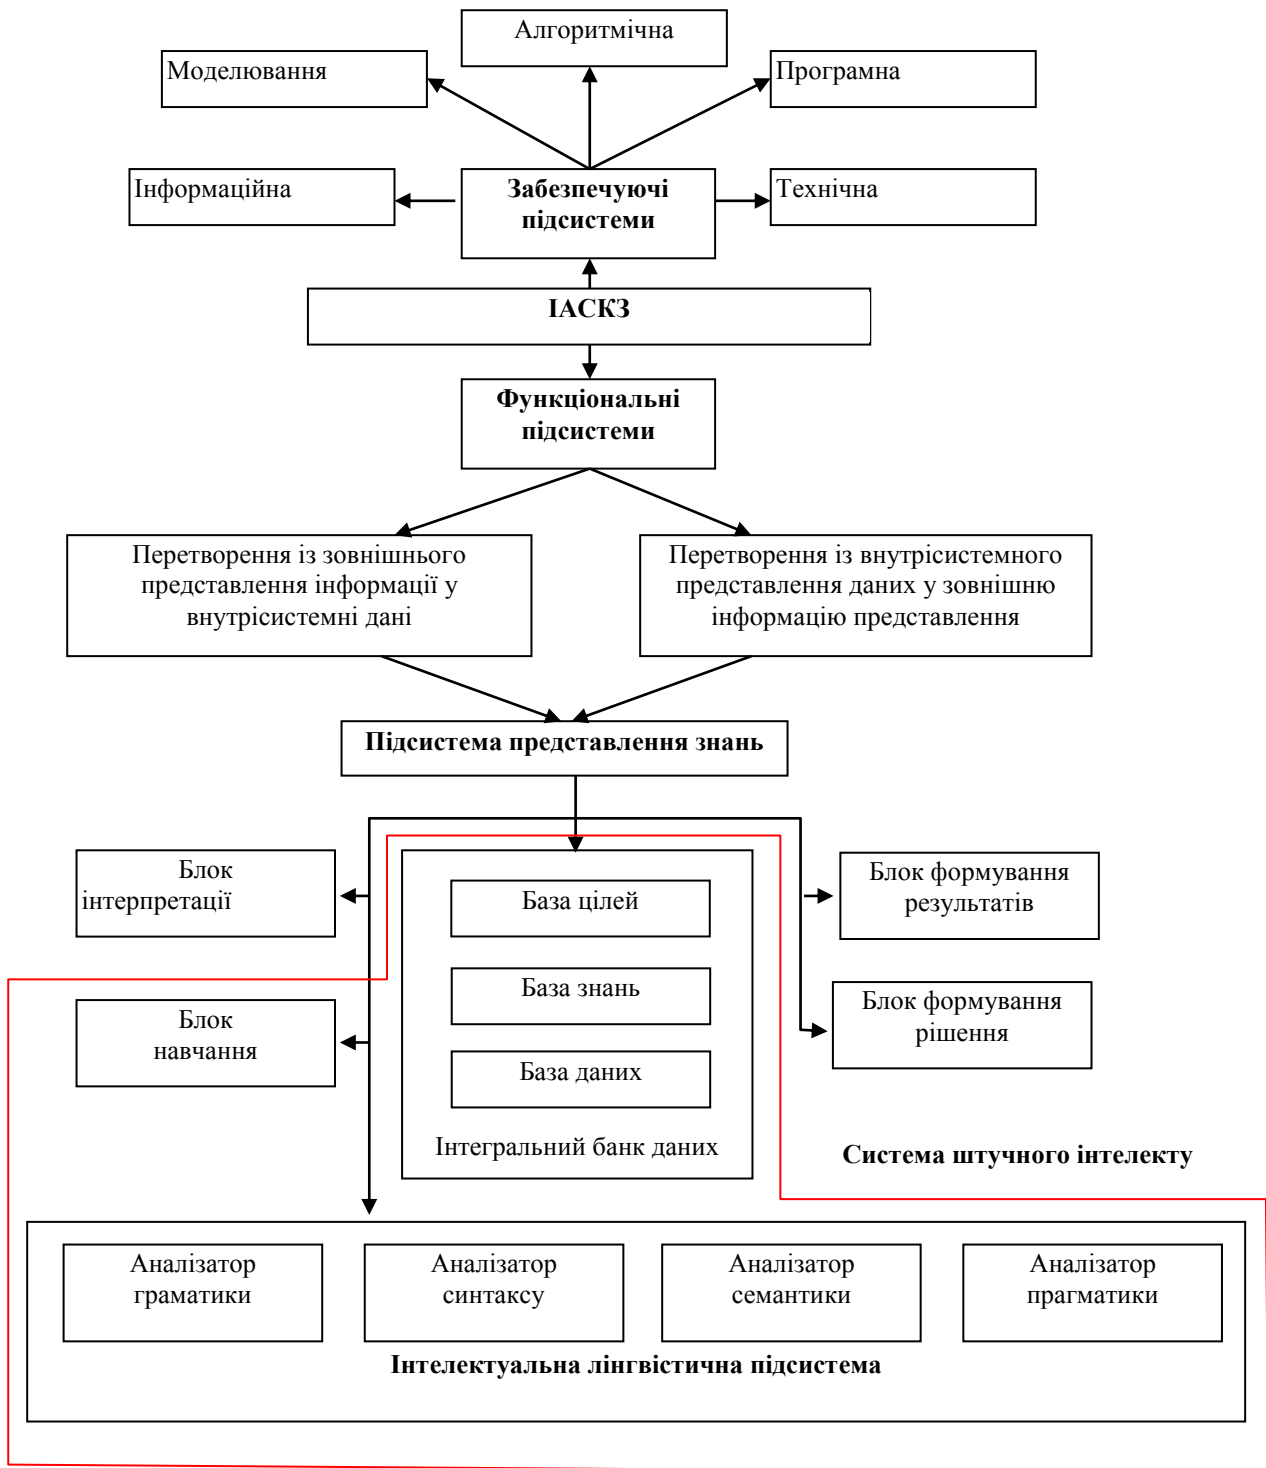 Алгоритмічна
Моделювання
Програмна
Інформаційна
Забезпечуючі
підсистеми
Технічна
ІАСКЗ
Функціональні
підсистеми
Перетворення із зовнішнього
представлення інформації у
внутрісистемні дані
Перетворення із внутрісистемного
представлення даних у зовнішню
інформацію представлення
Підсистема представлення знань
Блок
інтерпретації
База цілей
Блок формування
результатів
База знань
Блок
навчання
Блок формування
рішення
База даних
Інтегральний банк даних
Система штучного інтелекту
Аналізатор
граматики
Аналізатор
синтаксу
Аналізатор
семантики
Аналізатор
прагматики
Інтелектуальна лінгвістична підсистема